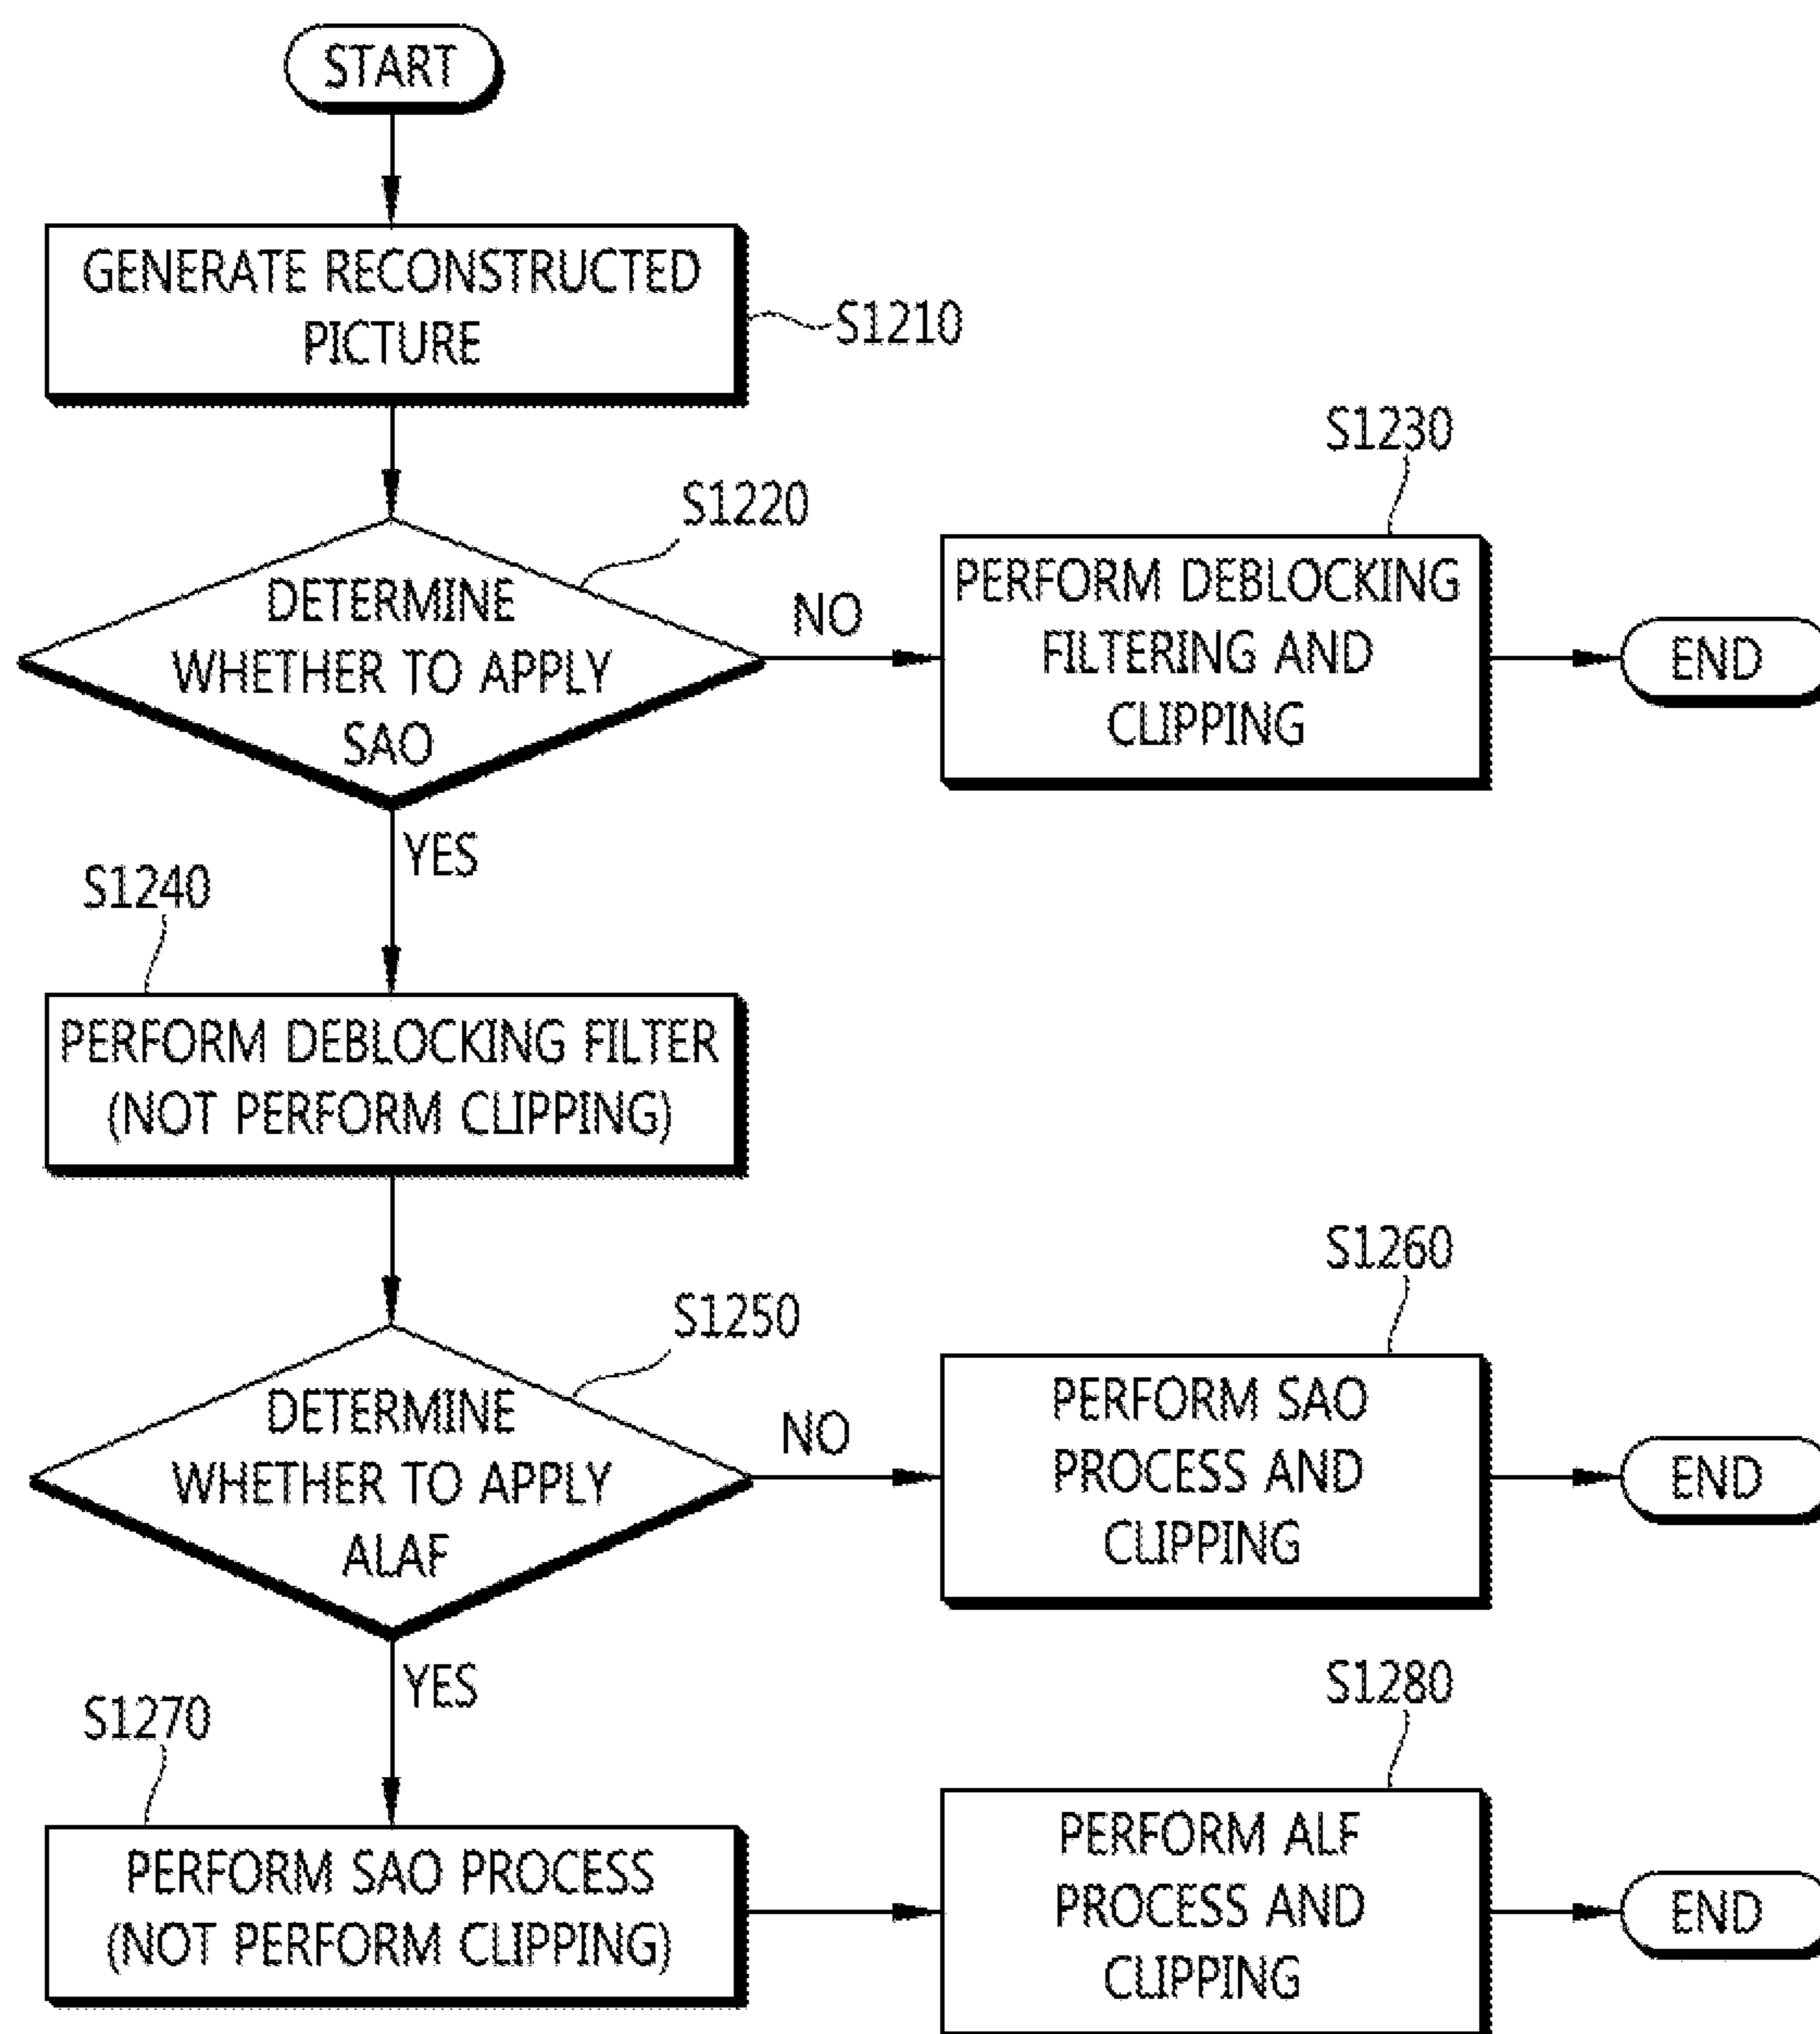 START
GENERATE RECONSTRUCTED
PICTURE
S1210
S1220
DETERMINE
WHETHER TO APPLY
SAO
NO
S1230
PERFORM DEBLOCKING
FILTERING AND
CLIPPING
END
YES
S1240
PERFORM DEBLOCKING FILTER
(NOT PERFORM CLIPPING)
S1250
DETERMINE
WHETHER TO APPLY
ALAF
NO
S1260
PERFORM SAO
PROCESS AND
CLIPPING
END
YES
S1270
PERFORM SAO PROCESS
(NOT PERFORM CLIPPING)
S1280
PERFORM ALF
PROCESS AND
CLIPPING
END